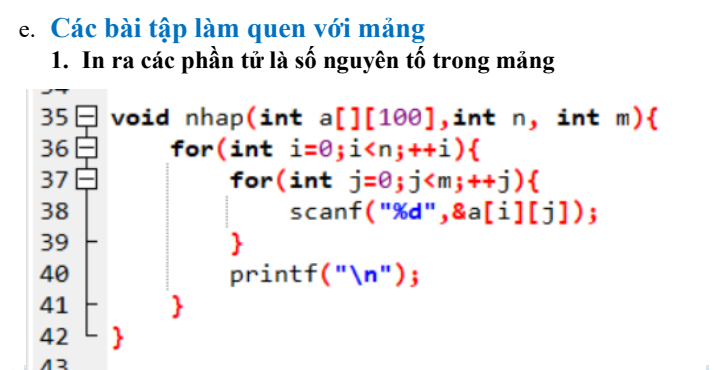 e. Các bài tập làm quen với mảng
1. In ra các phần tử là số nguyên tố trong mảng
35 void nhap(int a[][100],int n, int m){
36 for(int i=0;i<n;++i){
37 for(int j=0;j<m;++j){
38 scanf("%d",&a[i][j]);
39 }
40 printf("\n");
41 }
42 }